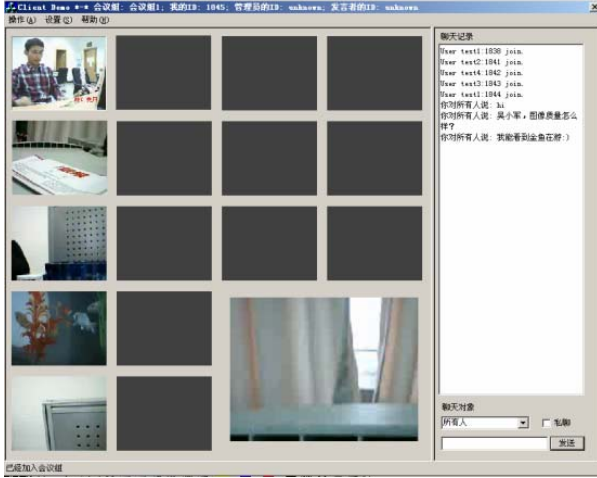 Client Demo *-* 会议组: 会议组1; 我的ID: 1845; 管理员的ID: unknown; 发言者的ID: unknown
操作(A) 设置(S) 帮助(H)
聊天记录
User test1:1838 join.
User test2:1841 join.
User test4:1842 join.
User test3:1843 join.
User test1:1844 join.
你对所有人说: hi
你对所有人说: 吴小军，图像质量怎么
样?
你对所有人说: 我能看到金鱼在游:)
聊天对象
所有人
私聊
发送
已经加入会议组